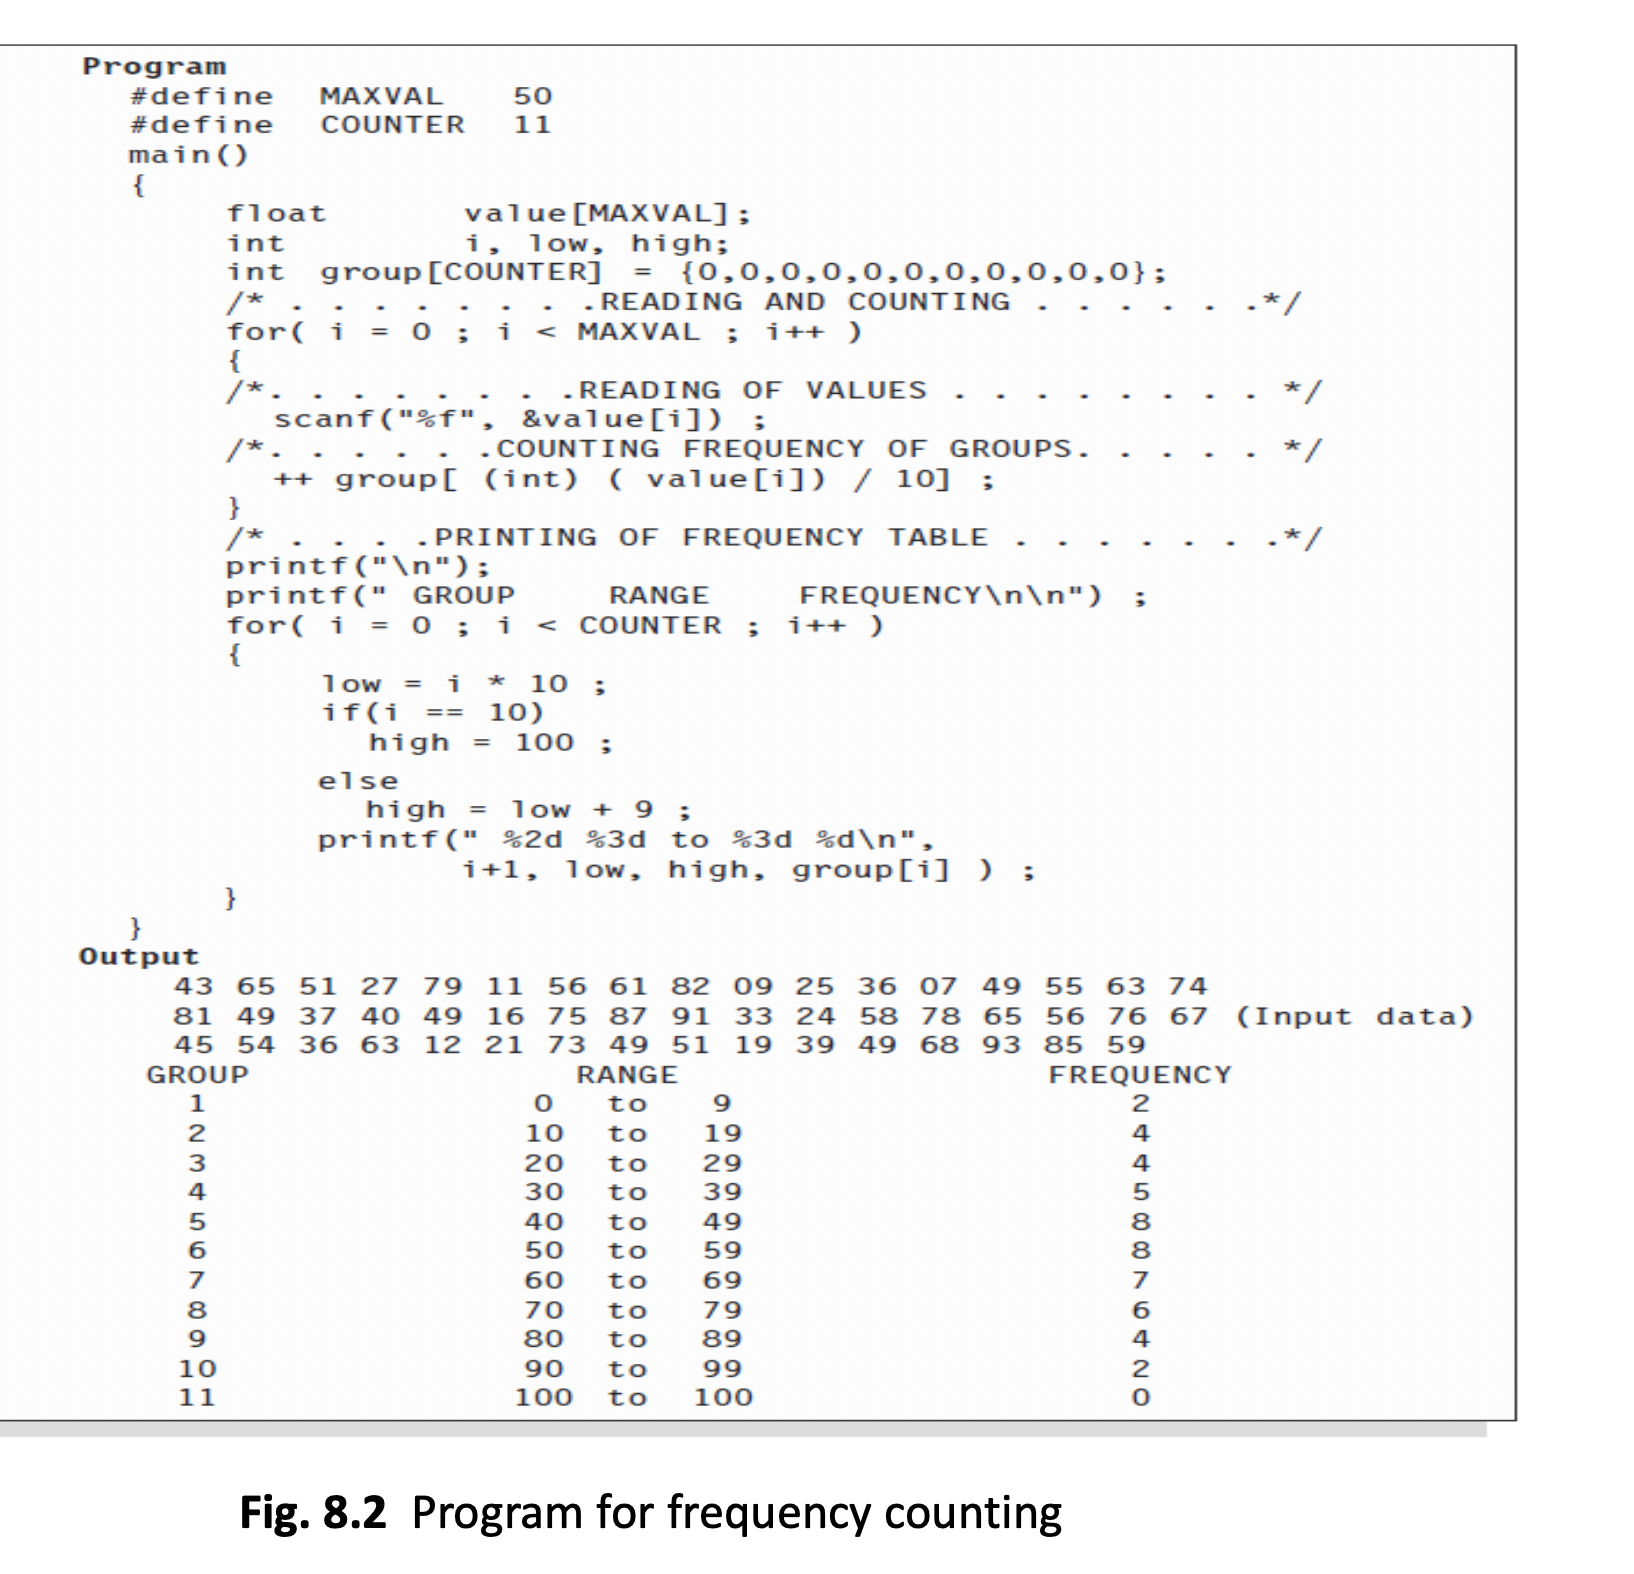 Program
#define MAXVAL 50
#define COUNTER 11
main()
{
float value[MAXVAL];
int i, low, high;
int group[COUNTER] = {0,0,0,0,0,0,0,0,0,0,0};
/* . . . . . . . .READING AND COUNTING . . . . . .*/
for( i = 0 ; i < MAXVAL ; i++ )
{
/*. . . . . . . .READING OF VALUES . . . . . . . . */
scanf("%f", &value[i]) ;
/*. . . . . .COUNTING FREQUENCY OF GROUPS. . . . . */
++ group[ (int) ( value[i]) / 10] ;
}
/* . . . .PRINTING OF FREQUENCY TABLE . . . . . . .*/
printf("\n");
printf(" GROUP RANGE FREQUENCY\n\n") ;
for( i = 0 ; i < COUNTER ; i++ )
{
low = i * 10 ;
if(i == 10)
high = 100 ;
else
high = low + 9 ;
printf(" %2d %3d to %3d %d\n",
i+1, low, high, group[i] ) ;
}
}
Output
43 65 51 27 79 11 56 61 82 09 25 36 07 49 55 63 74
81 49 37 40 49 16 75 87 91 33 24 58 78 65 56 76 67 (Input data)
45 54 36 63 12 21 73 49 51 19 39 49 68 93 85 59
GROUP RANGE FREQUENCY
1 0 to 9 2
2 10 to 19 4
3 20 to 29 4
4 30 to 39 5
5 40 to 49 8
6 50 to 59 8
7 60 to 69 7
8 70 to 79 6
9 80 to 89 4
10 90 to 99 2
11 100 to 100 0
Fig. 8.2 Program for frequency counting